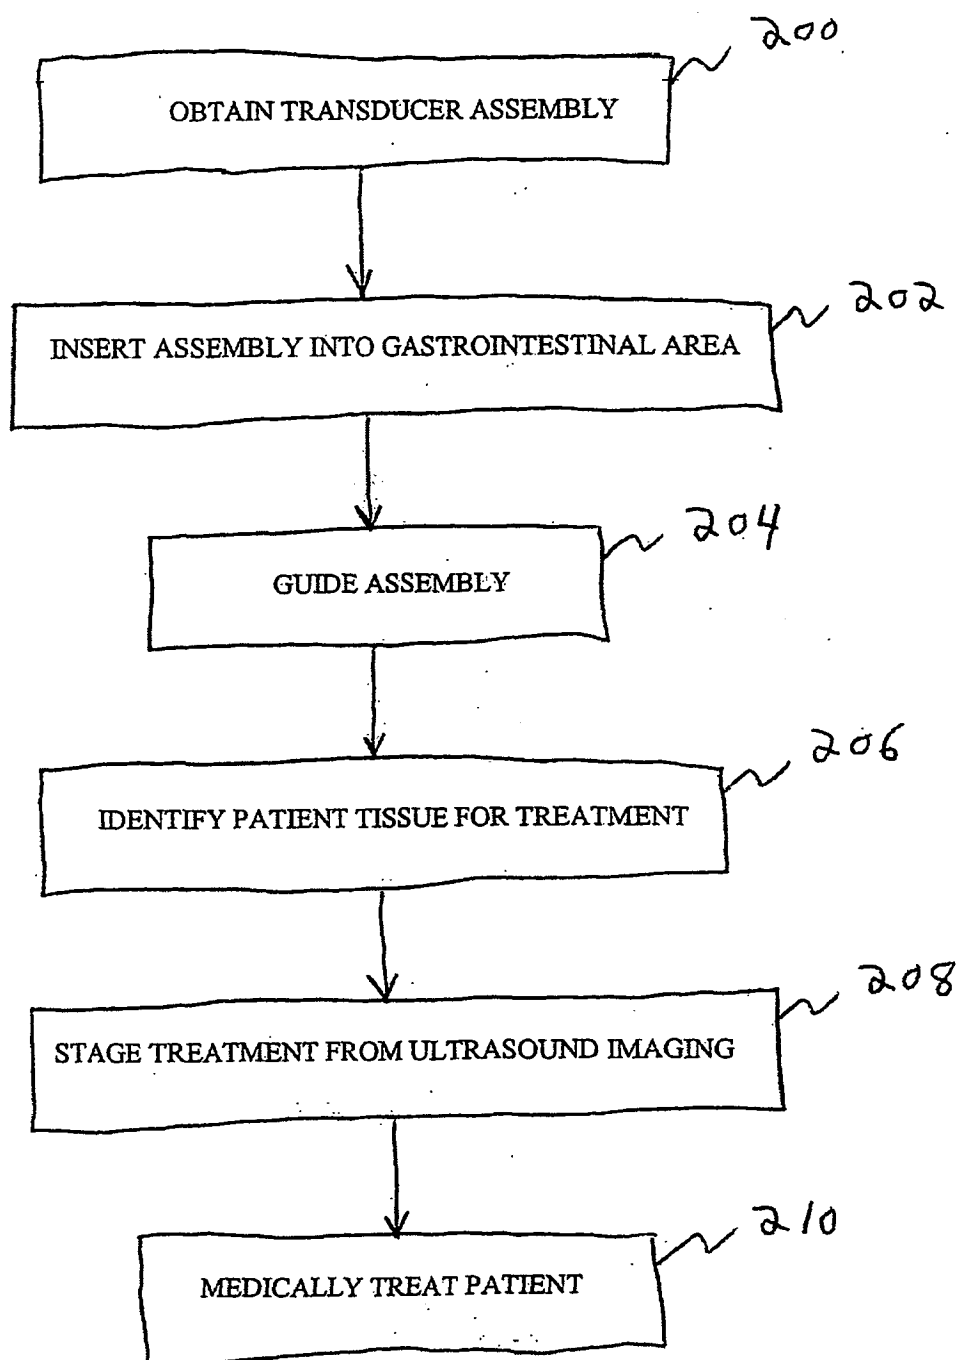 200
OBTAIN TRANSDUCER ASSEMBLY
202
INSERT ASSEMBLY INTO GASTROINTESTINAL AREA
204
GUIDE ASSEMBLY
206
IDENTIFY PATIENT TISSUE FOR TREATMENT
208
STAGE TREATMENT FROM ULTRASOUND IMAGING
210
MEDICALLY TREAT PATIENT